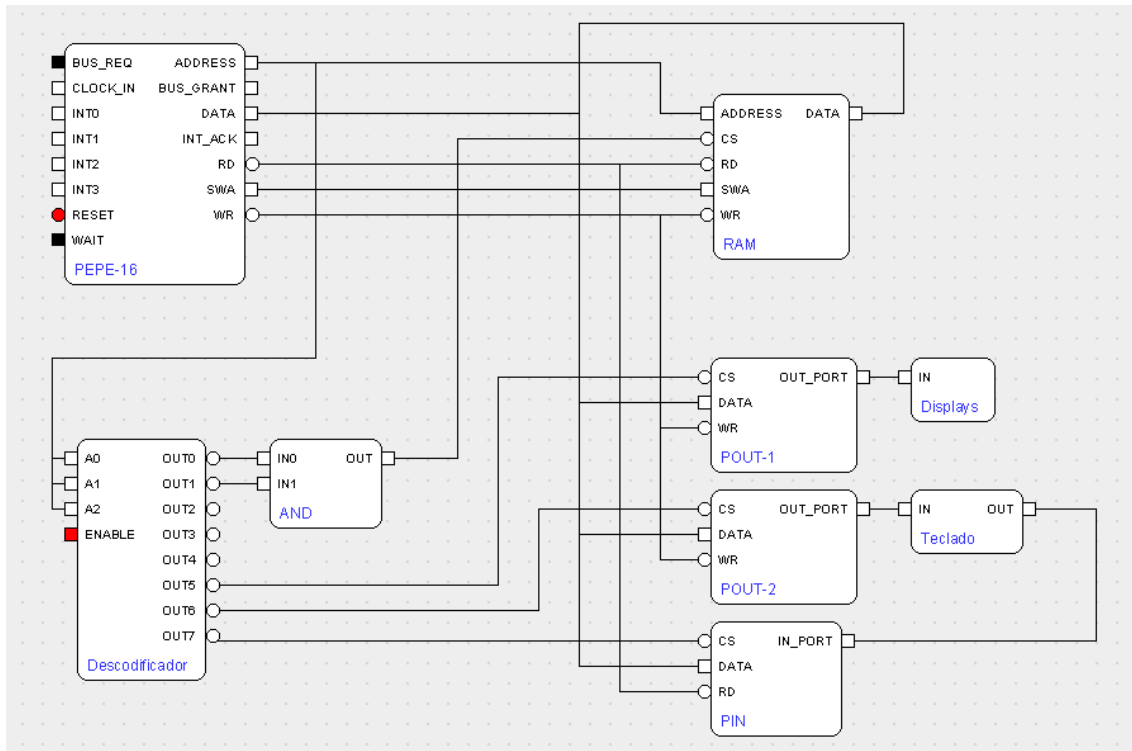 BUS_REQ ADDRESS
CLOCK_IN BUS_GRANT
INT0 DATA
INT1 INT_ACK
INT2 RD
INT3 SWA
RESET WR
WAIT
PEPE-16
ADDRESS DATA
CS
RD
SWA
WR
RAM
CS OUT_PORT
DATA
WR
POUT-1
IN
Displays
A0 OUT0
A1 OUT1
A2 OUT2
ENABLE OUT3
OUT4
OUT5
OUT6
OUT7
Descodificador
IN0 OUT
IN1
AND
CS OUT_PORT
DATA
WR
POUT-2
IN OUT
Teclado
CS IN_PORT
DATA
RD
PIN